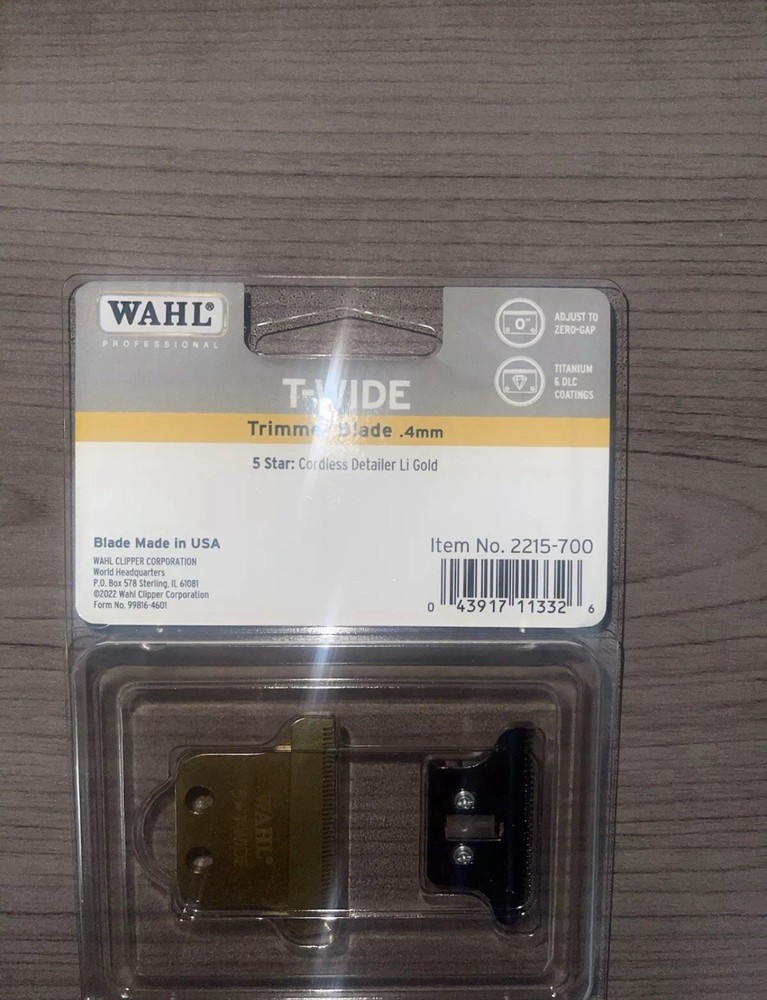 WAHL®
PROFESSIONAL
0"
ADJUST TO
ZERO-GAP
TITANIUM
& DLC
COATINGS
T-WIDE
Trimmer Blade .4mm
5 Star: Cordless Detailer Li Gold
Blade Made in USA
WAHL CLIPPER CORPORATION
World Headquarters
P.O. Box 578 Sterling, IL 61081
©2022 Wahl Clipper Corporation
Form No. 99816-4601
Item No. 2215-700
0 43917 11332 6
WAHL®